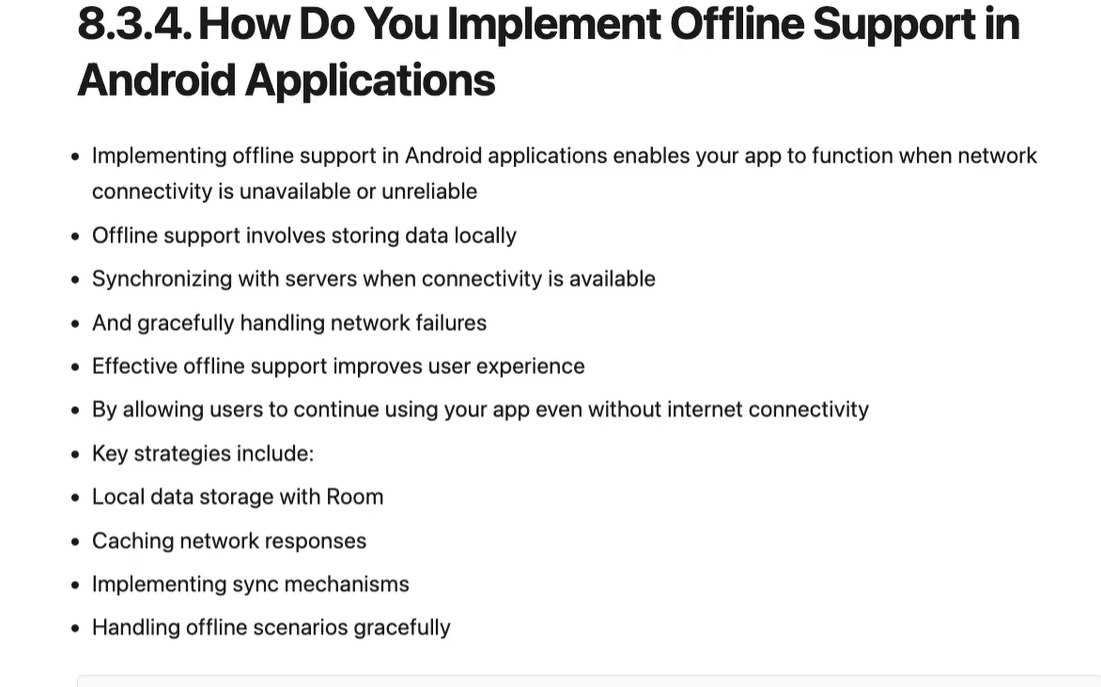 8.3.4. How Do You Implement Offline Support in
Android Applications
• Implementing offline support in Android applications enables your app to function when network
connectivity is unavailable or unreliable
• Offline support involves storing data locally
• Synchronizing with servers when connectivity is available
• And gracefully handling network failures
• Effective offline support improves user experience
• By allowing users to continue using your app even without internet connectivity
• Key strategies include:
• Local data storage with Room
• Caching network responses
• Implementing sync mechanisms
• Handling offline scenarios gracefully